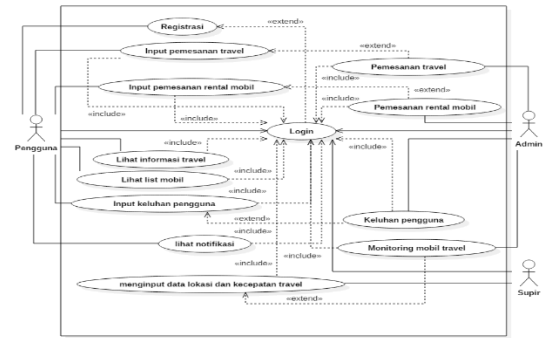 Registrasi
«extend»
Input pemesanan travel
«extend»
Pemesanan travel
«include»
Input pemesanan rental mobil
«extend»
«include»
Pemesanan rental mobil
«include»
«include»
Login
Pengguna
Admin
«include»
«include»
Lihat informasi travel
Lihat list mobil
«include»
«include»
Input keluhan pengguna
«extend»
Keluhan pengguna
«include»
lihat notifikasi
Monitoring mobil travel
«include»
«include»
menginput data lokasi dan kecepatan travel
Supir
«extend»